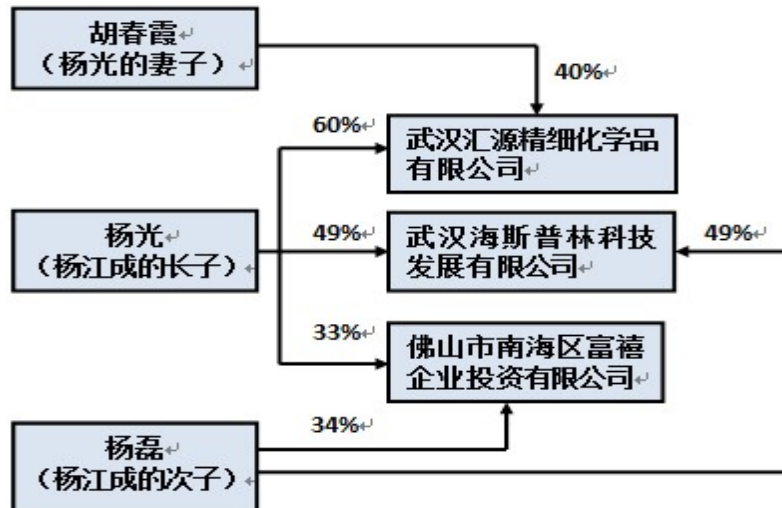 胡春霞
（杨光的妻子）
40%
60%
武汉汇源精细化学品
有限公司
杨光
（杨江成的长子）
49%
武汉海斯普林科技
发展有限公司
49%
33%
佛山市南海区富禧
企业投资有限公司
杨磊
（杨江成的次子）
34%